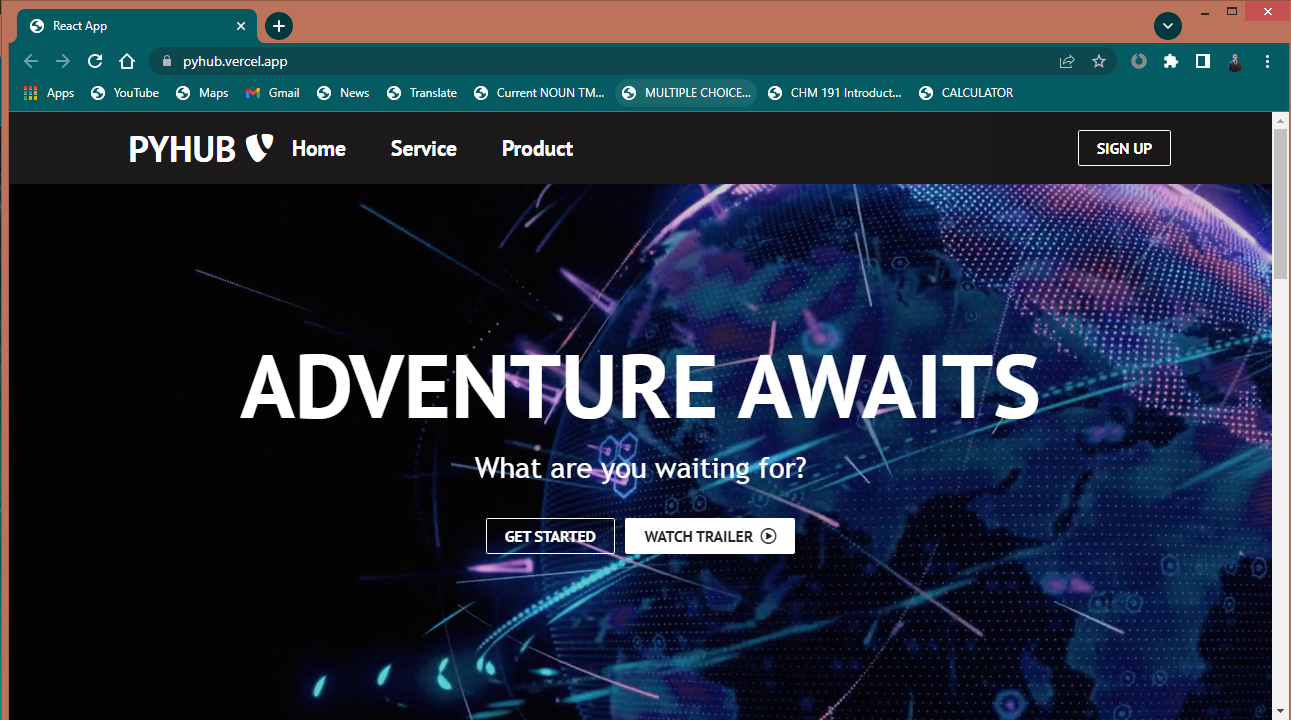 React App
pyhub.vercel.app
Apps YouTube Maps Gmail News Translate Current NOUN TM... MULTIPLE CHOICE... CHM 191 Introduct... CALCULATOR
PYHUB Home Service Product SIGN UP
ADVENTURE AWAITS
What are you waiting for?
GET STARTED WATCH TRAILER